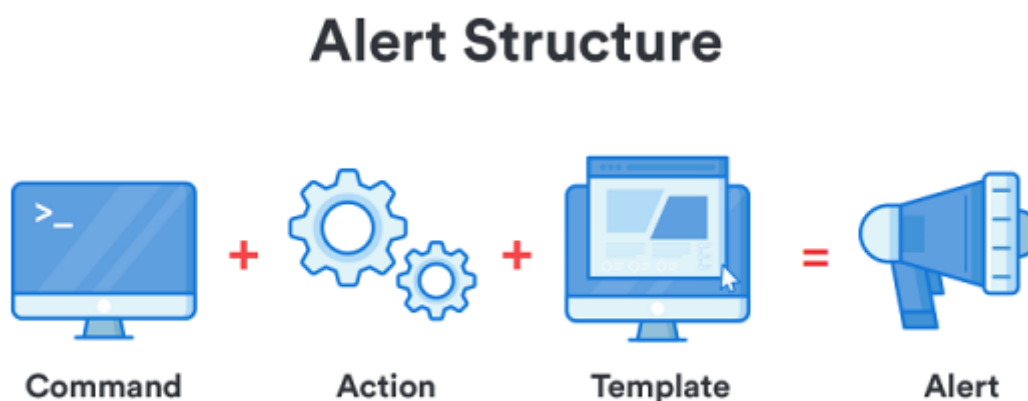 Alert Structure
>_
+ + =
Command Action Template Alert